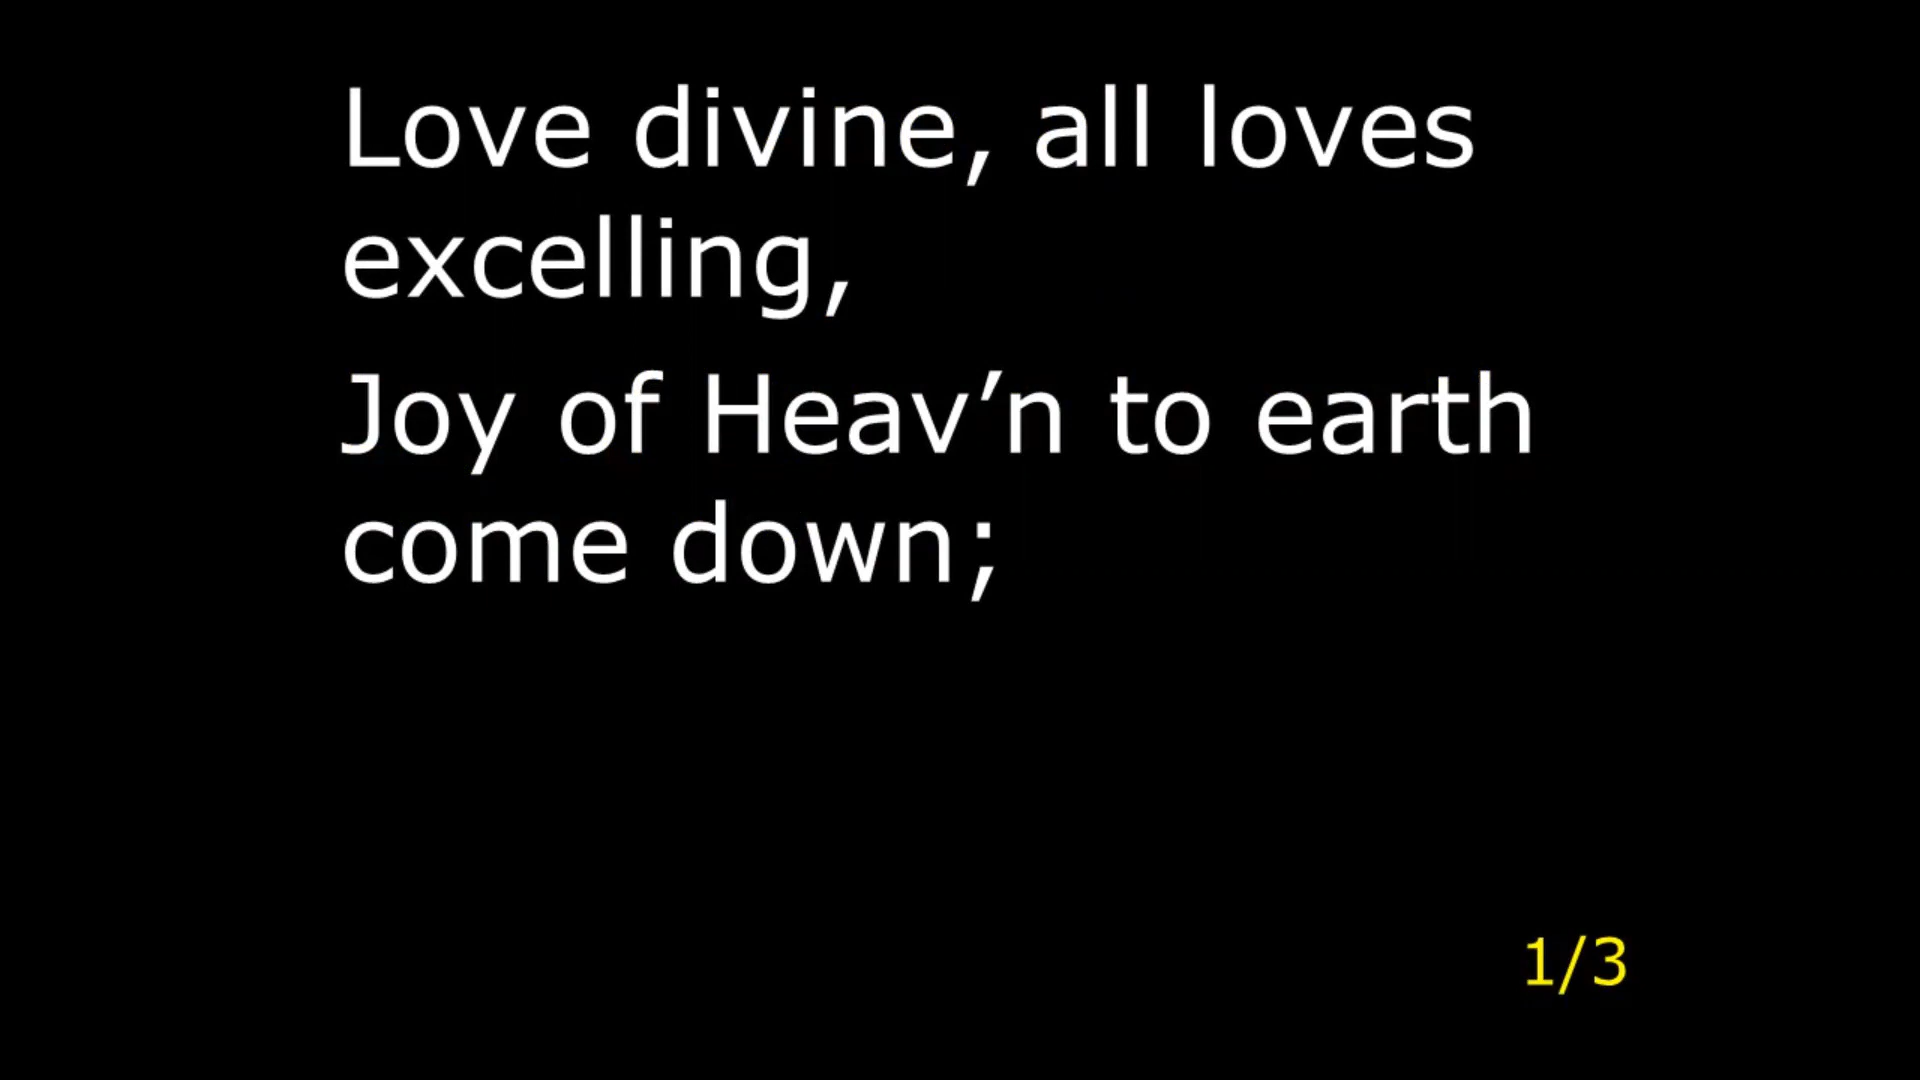 Love divine, all loves
excelling,
Joy of Heav’n to earth
come down;
1/3